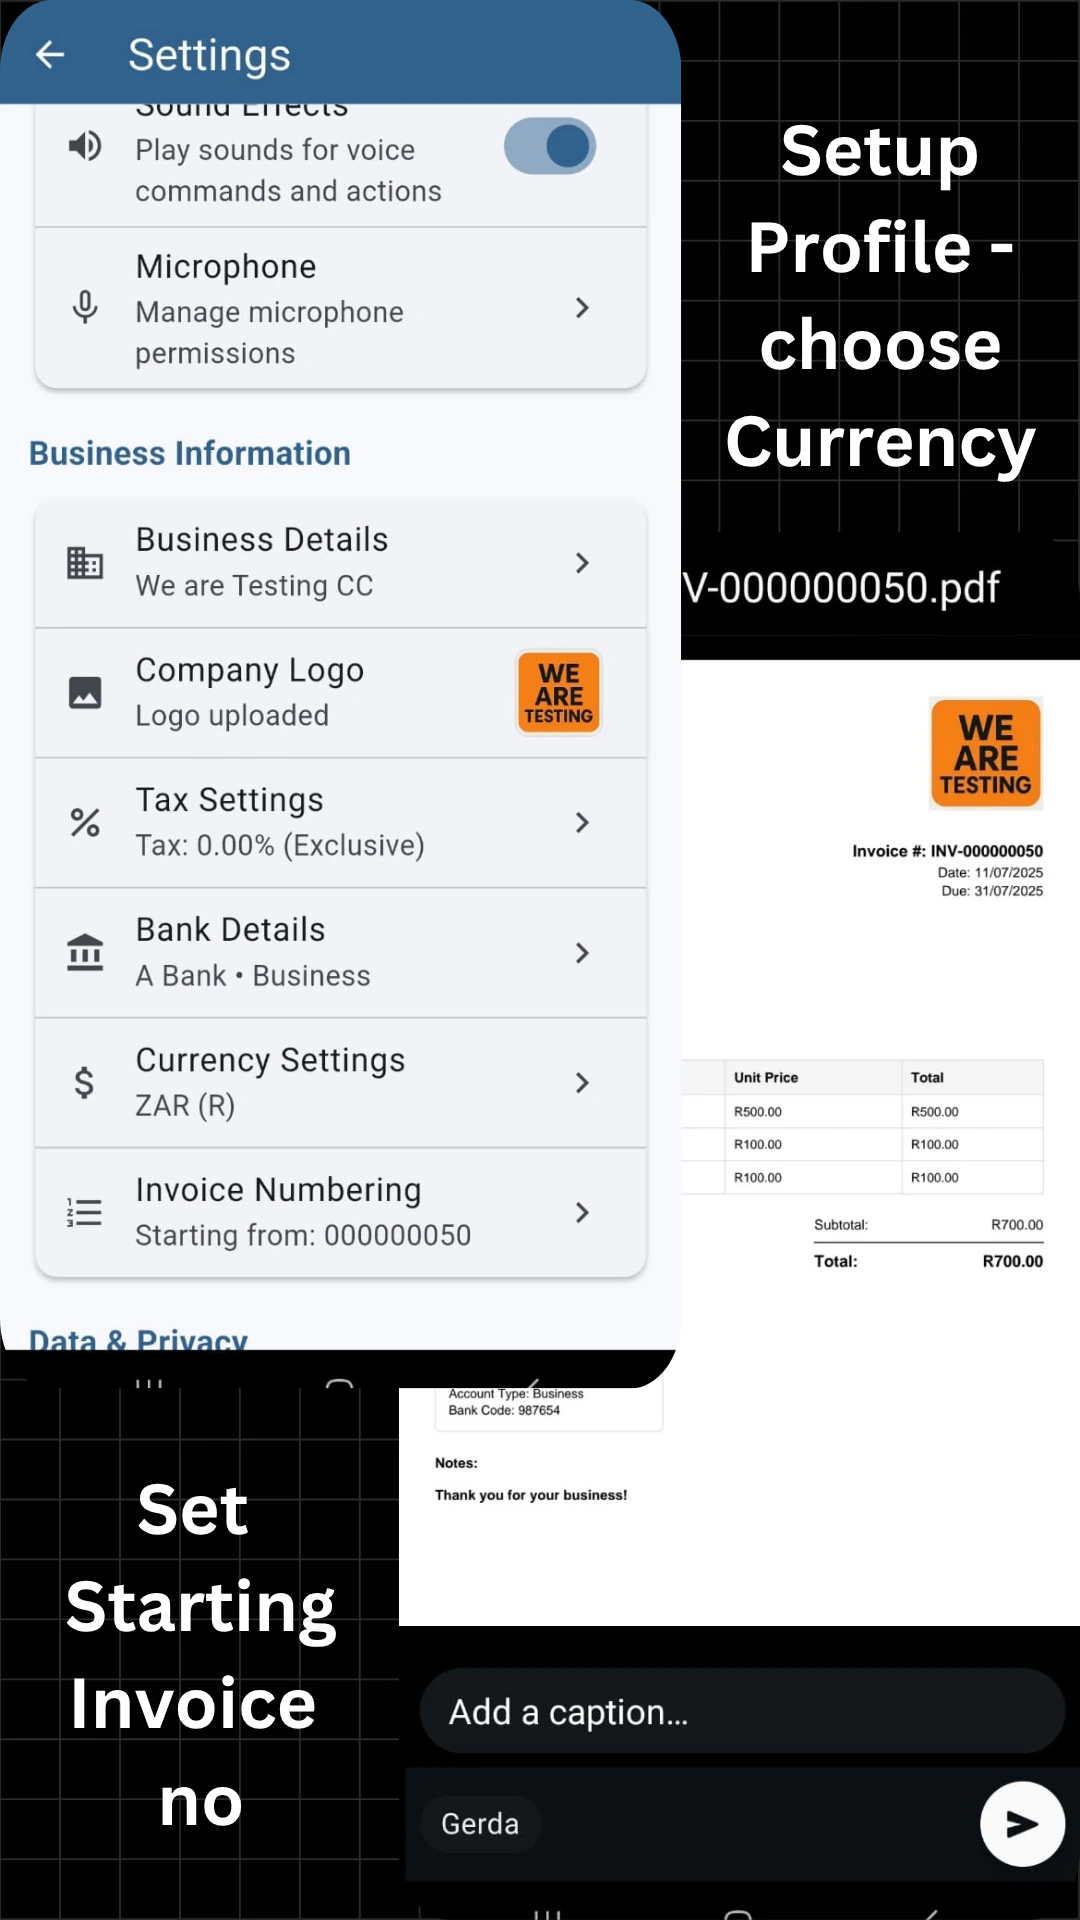 Settings
Sound Effects
Play sounds for voice
commands and actions
Microphone
Manage microphone
permissions
Business Information
Business Details
We are Testing CC
Company Logo
Logo uploaded
WE
ARE
TESTING
Tax Settings
Tax: 0.00% (Exclusive)
Bank Details
A Bank • Business
Currency Settings
ZAR (R)
Invoice Numbering
Starting from: 000000050
Data & Privacy
Setup
Profile -
choose
Currency
V-000000050.pdf
WE
ARE
TESTING
Invoice #: INV-000000050
Date: 11/07/2025
Due: 31/07/2025
Unit Price Total
R500.00 R500.00
R100.00 R100.00
R100.00 R100.00
Subtotal: R700.00
Total: R700.00
Account Type: Business
Bank Code: 987654
Notes:
Thank you for your business!
Set
Starting
Invoice
no
Add a caption...
Gerda